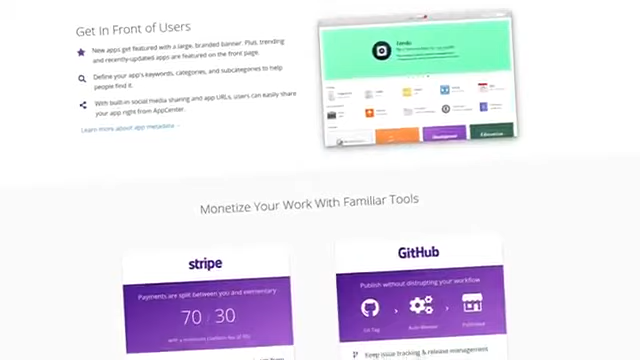 Get In Front of Users
New apps get featured with a large, branded banner. Plus, trending
and recently-updated apps are featured on the front page.
Define your app's keywords, categories, and subcategories to help
people find it.
With built-in social media sharing and app URLs, users can easily share
your app right from AppCenter.
Learn more about app metadata
Monetize Your Work With Familiar Tools
stripe
Payments are split between you and elementary
70 / 30
GitHub
Publish without disrupting your workflow
Git Tag
Keep issue tracking & release management